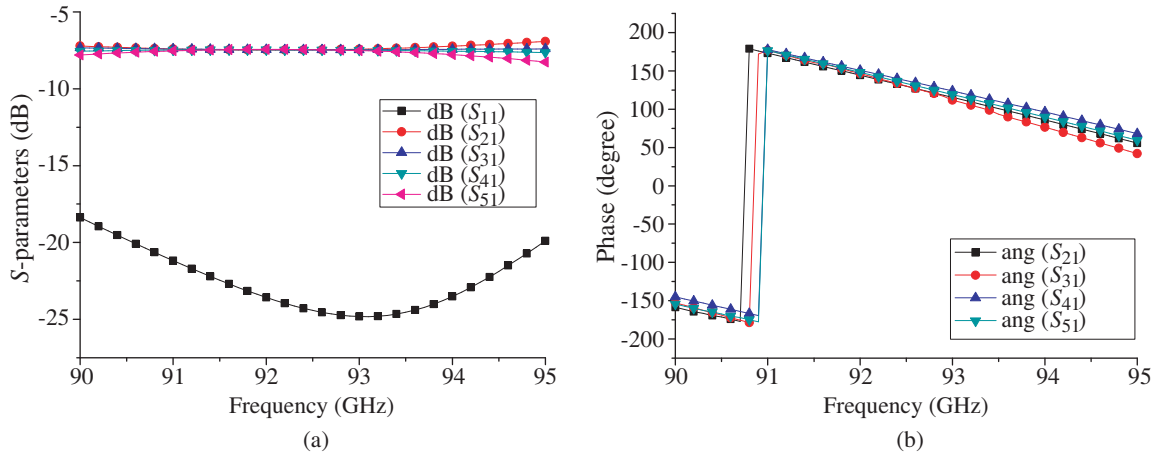 -5
-10
-15
-20
-25
S-parameters (dB)
dB (S11)
dB (S21)
dB (S31)
dB (S41)
dB (S51)
90 91 92 93 94 95
Frequency (GHz)
(a)
200
150
100
50
0
-50
-100
-150
-200
Phase (degree)
ang (S21)
ang (S31)
ang (S41)
ang (S51)
90 91 92 93 94 95
Frequency (GHz)
(b)